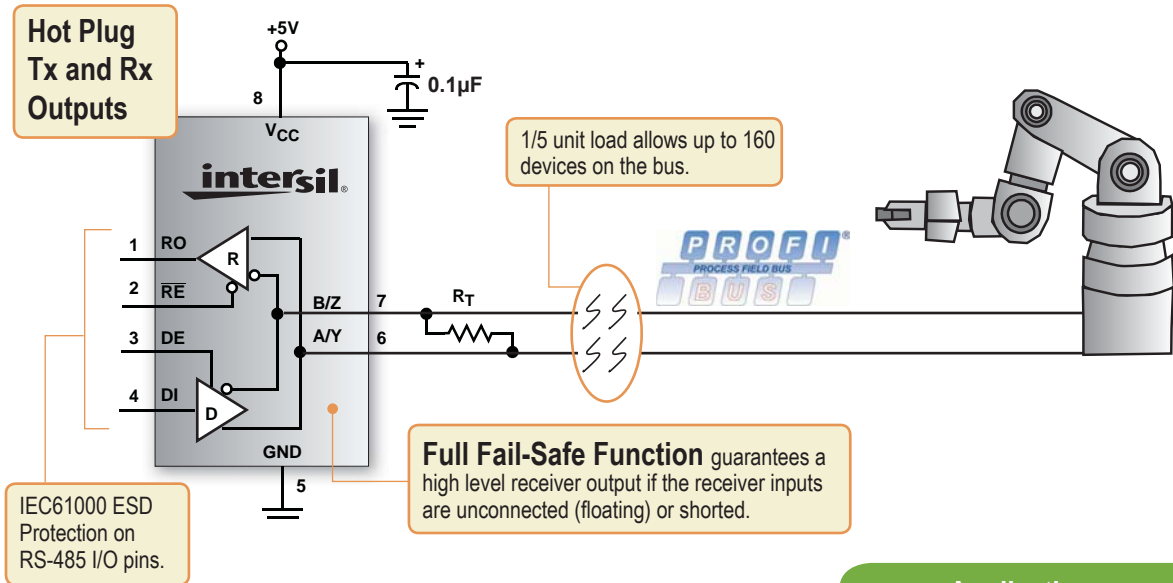 Hot Plug
Tx and Rx
Outputs
+5V
+
0.1µF
8
VCC
intersil®
1/5 unit load allows up to 160
devices on the bus.
PROFI®
PROCESS FIELD BUS
BUS
1 RO
R
2 RE
B/Z 7
RT
3 DE
A/Y 6
4 DI
D
GND
5
Full Fail-Safe Function guarantees a
high level receiver output if the receiver inputs
are unconnected (floating) or shorted.
IEC61000 ESD
Protection on
RS-485 I/O pins.